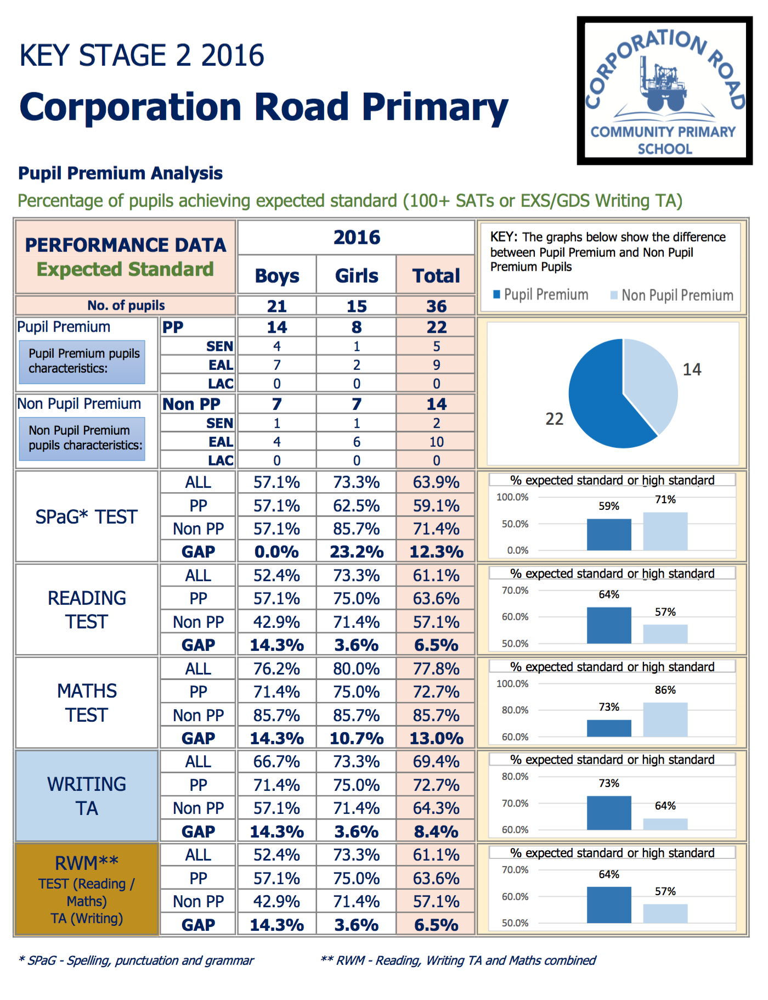 KEY STAGE 2 2016
Corporation Road Primary
CORPORATION ROAD
COMMUNITY PRIMARY
SCHOOL
Pupil Premium Analysis
Percentage of pupils achieving expected standard (100+ SATs or EXS/GDS Writing TA)
PERFORMANCE DATA
Expected Standard
2016
Boys Girls Total
KEY: The graphs below show the difference
between Pupil Premium and Non Pupil
Premium Pupils
Pupil Premium Non Pupil Premium
No. of pupils 21 15 36
Pupil Premium PP 14 8 22
Pupil Premium pupils
characteristics:
SEN 4 1 5
EAL 7 2 9
LAC 0 0 0
14
22
Non Pupil Premium Non PP 7 7 14
Non Pupil Premium
pupils characteristics:
SEN 1 1 2
EAL 4 6 10
LAC 0 0 0
SPaG* TEST
ALL 57.1% 73.3% 63.9%
PP 57.1% 62.5% 59.1%
Non PP 57.1% 85.7% 71.4%
GAP 0.0% 23.2% 12.3%
% expected standard or high standard
100.0%
59% 71%
50.0%
0.0%
READING
TEST
ALL 52.4% 73.3% 61.1%
PP 57.1% 75.0% 63.6%
Non PP 42.9% 71.4% 57.1%
GAP 14.3% 3.6% 6.5%
% expected standard or high standard
70.0%
64%
57%
60.0%
50.0%
MATHS
TEST
ALL 76.2% 80.0% 77.8%
PP 71.4% 75.0% 72.7%
Non PP 85.7% 85.7% 85.7%
GAP 14.3% 10.7% 13.0%
% expected standard or high standard
100.0%
86%
73%
80.0%
60.0%
WRITING
TA
ALL 66.7% 73.3% 69.4%
PP 71.4% 75.0% 72.7%
Non PP 57.1% 71.4% 64.3%
GAP 14.3% 3.6% 8.4%
% expected standard or high standard
80.0%
73%
70.0%
64%
60.0%
RWM**
TEST (Reading /
Maths)
TA (Writing)
ALL 52.4% 73.3% 61.1%
PP 57.1% 75.0% 63.6%
Non PP 42.9% 71.4% 57.1%
GAP 14.3% 3.6% 6.5%
% expected standard or high standard
70.0%
64%
57%
60.0%
50.0%
* SPaG - Spelling, punctuation and grammar
** RWM - Reading, Writing TA and Maths combined